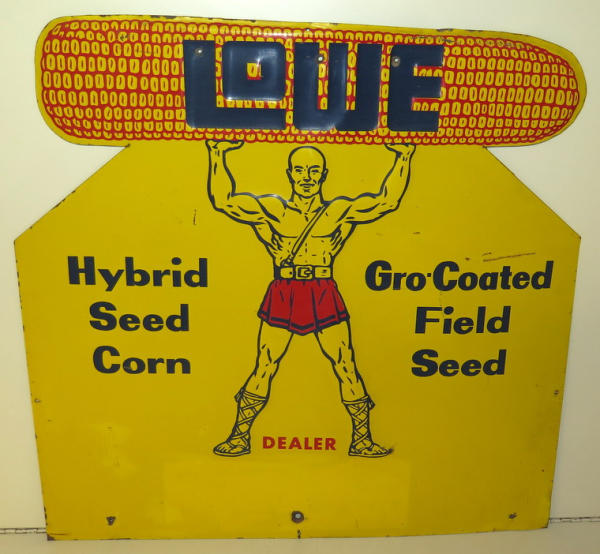 LOWE
Hybrid
Seed
Corn
Gro-Coated
Field
Seed
DEALER